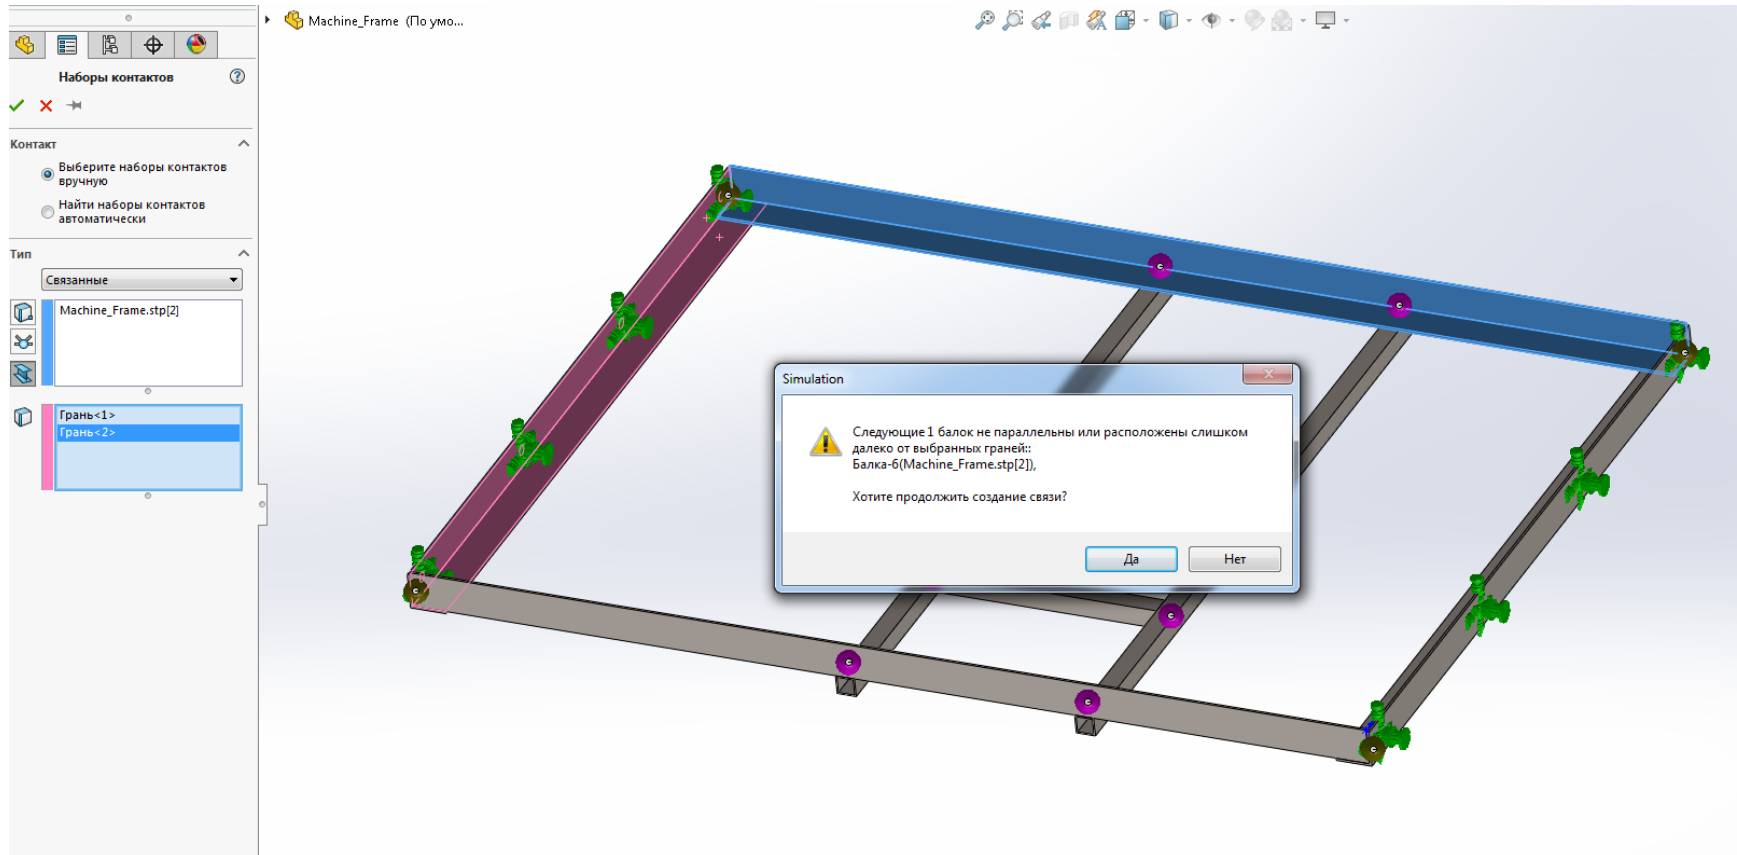 Machine_Frame (По умо...
Наборы контактов
Контакт
Выберите наборы контактов
вручную
Найти наборы контактов
автоматически
Тип
Связанные
Machine_Frame.stp[2]
Грань<1>
Грань<2>
Simulation
Следующие 1 балок не параллельны или расположены слишком
далеко от выбранных граней::
Балка-6(Machine_Frame.stp[2]),
Хотите продолжить создание связи?
Да
Нет